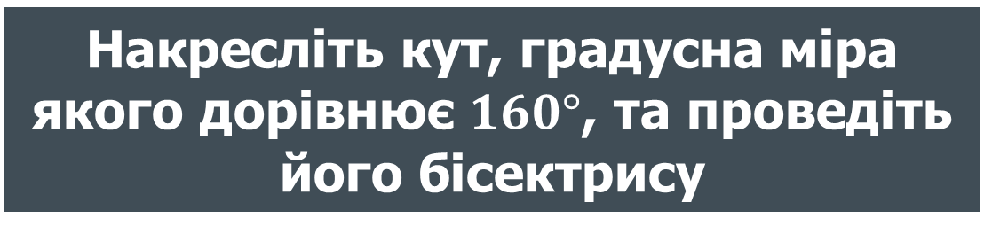 Накресліть кут, градусна міра
якого дорівнює 160°, та проведіть
його бісектрису